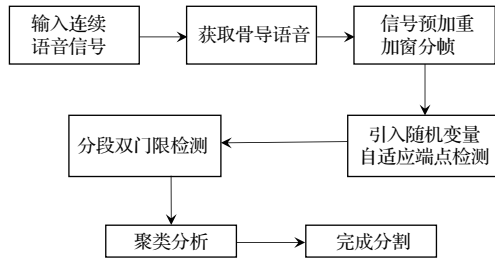 输入连续
语音信号
获取骨导语音
信号预加重
加窗分帧
引入随机变量
自适应端点检测
分段双门限检测
聚类分析
完成分割